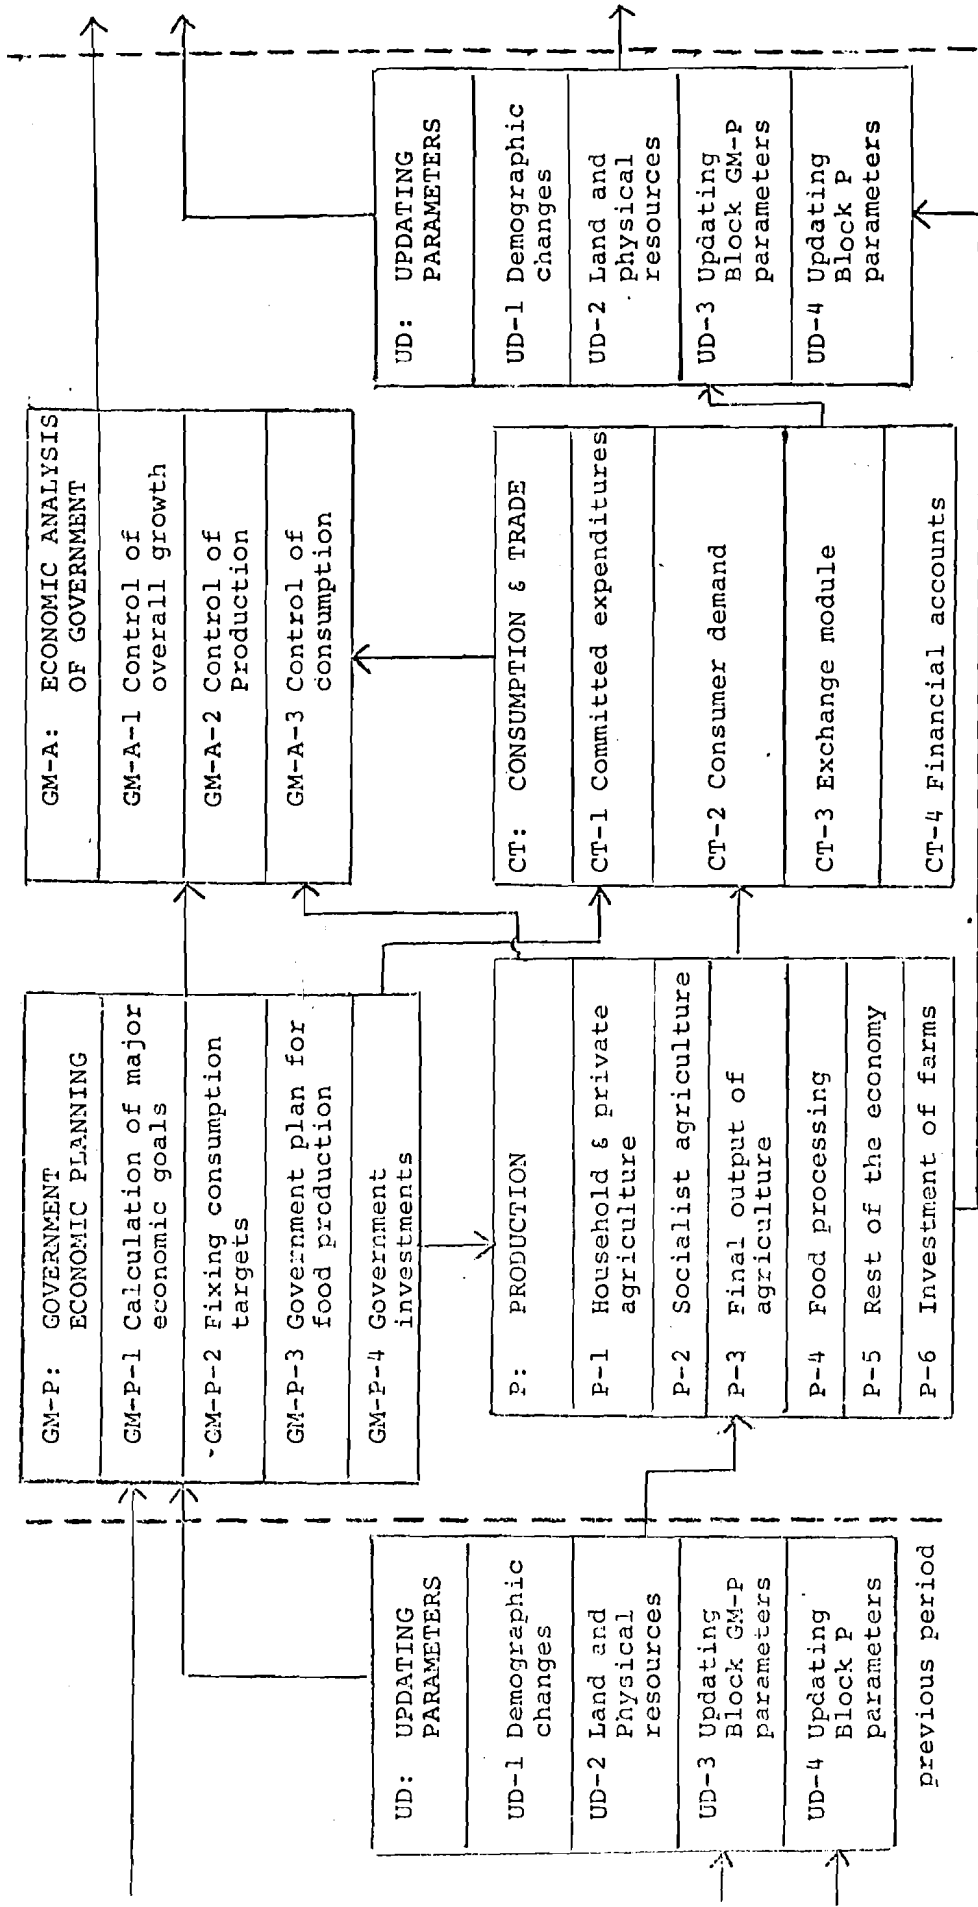 UD: UPDATING
PARAMETERS
UD-1 Demographic
changes
UD-2 Land and
Physical
resources
UD-3 Updating
Block GM-P
parameters
UD-4 Updating
Block P
parameters
previous period
GM-P: GOVERNMENT
ECONOMIC PLANNING
GM-P-1 Calculation of major
economic goals
GM-P-2 Fixing consumption
targets
GM-P-3 Government plan for
food production
GM-P-4 Government
investments
P: PRODUCTION
P-1 Household & private
agriculture
P-2 Socialist agriculture
P-3 Final output of
agriculture
P-4 Food processing
P-5 Rest of the economy
P-6 Investment of farms
GM-A: ECONOMIC ANALYSIS
OF GOVERNMENT
GM-A-1 Control of
overall growth
GM-A-2 Control of
Production
GM-A-3 Control of
consumption
CT: CONSUMPTION & TRADE
CT-1 Committed expenditures
CT-2 Consumer demand
CT-3 Exchange module
CT-4 Financial accounts
UD: UPDATING
PARAMETERS
UD-1 Demographic
changes
UD-2 Land and
physical
resources
UD-3 Updating
Block GM-P
parameters
UD-4 Updating
Block P
parameters